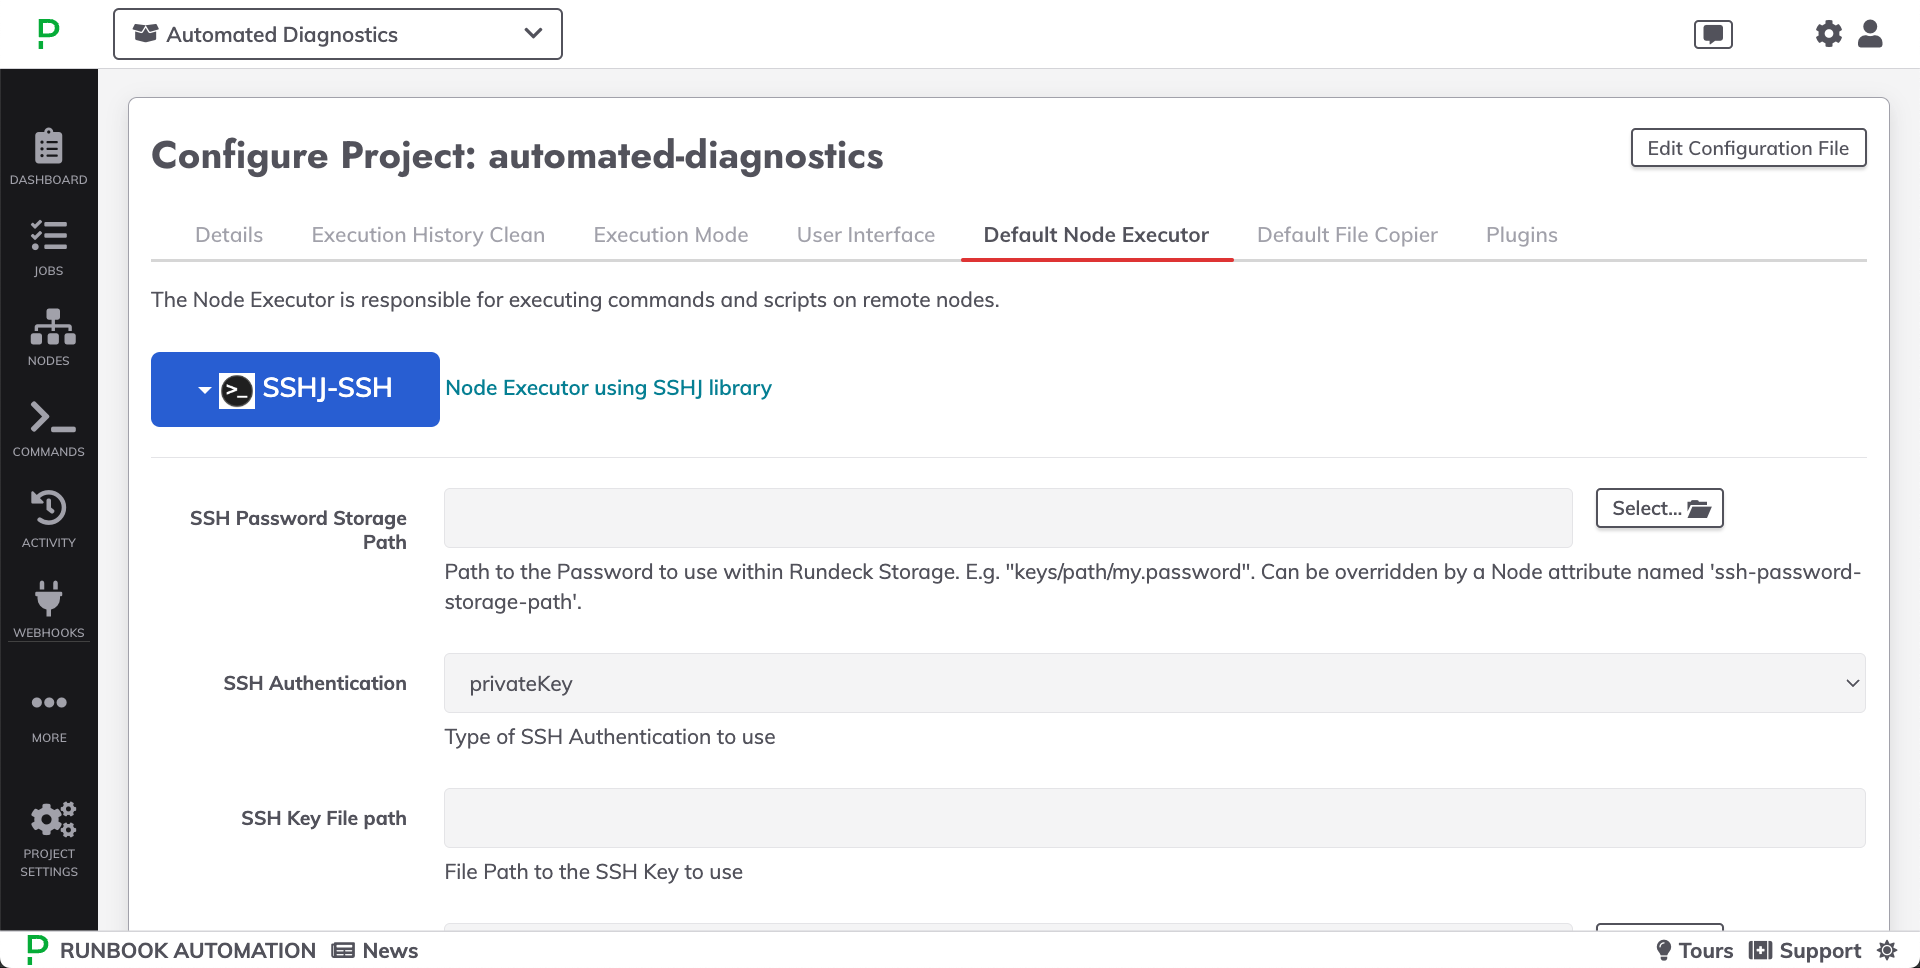 Automated Diagnostics
DASHBOARD
JOBS
NODES
COMMANDS
ACTIVITY
WEBHOOKS
MORE
PROJECT
SETTINGS
Configure Project: automated-diagnostics
Edit Configuration File
Details Execution History Clean Execution Mode User Interface Default Node Executor Default File Copier Plugins
The Node Executor is responsible for executing commands and scripts on remote nodes.
>_ SSHJ-SSH Node Executor using SSHJ library
SSH Password Storage
Path
Select...
Path to the Password to use within Rundeck Storage. E.g. "keys/path/my.password". Can be overridden by a Node attribute named 'ssh-password-
storage-path'.
SSH Authentication
privateKey
Type of SSH Authentication to use
SSH Key File path
File Path to the SSH Key to use
RUNBOOK AUTOMATION News
Tours Support